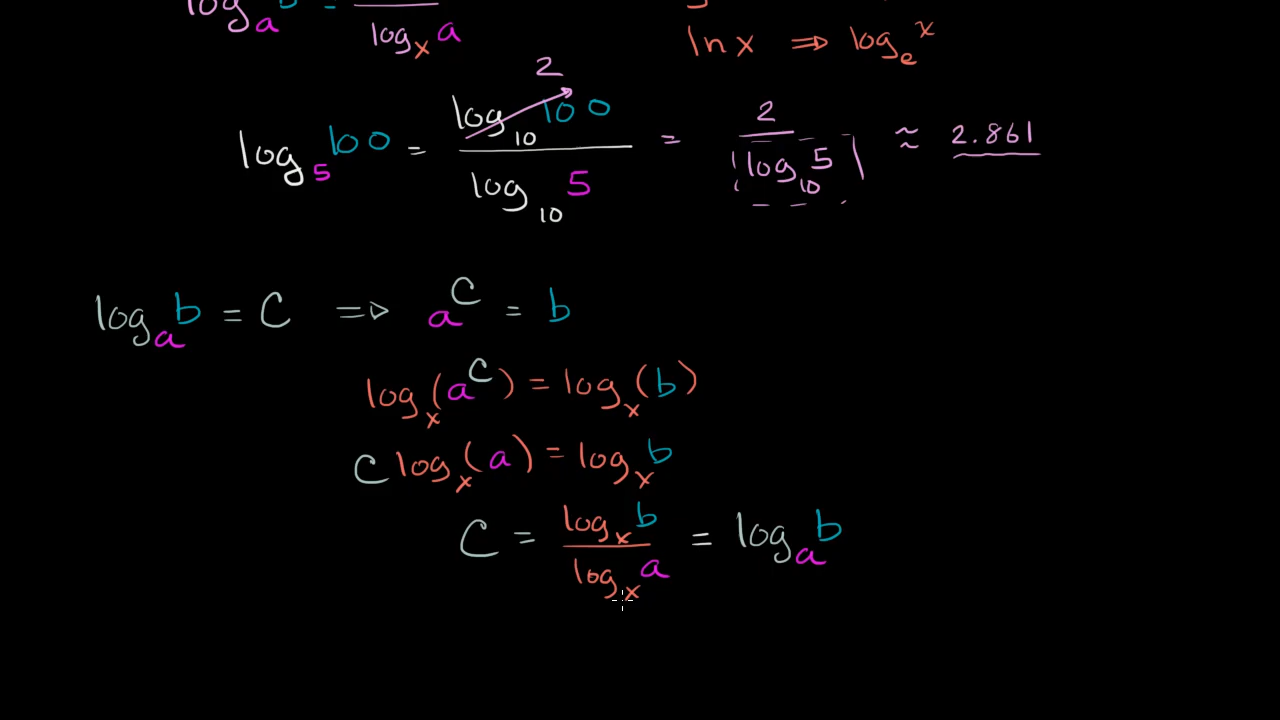 log_a b = —/log_x a
ln x ⇒ log_e x
log_5 100 = log_10 100 (2) / log_10 5 = 2 / log_10 5 ≈ 2.861
log_a b = C ⇒ a^C = b
log_x(a^C) = log_x(b)
C log_x(a) = log_x b
C = log_x b / log_x a = log_a b